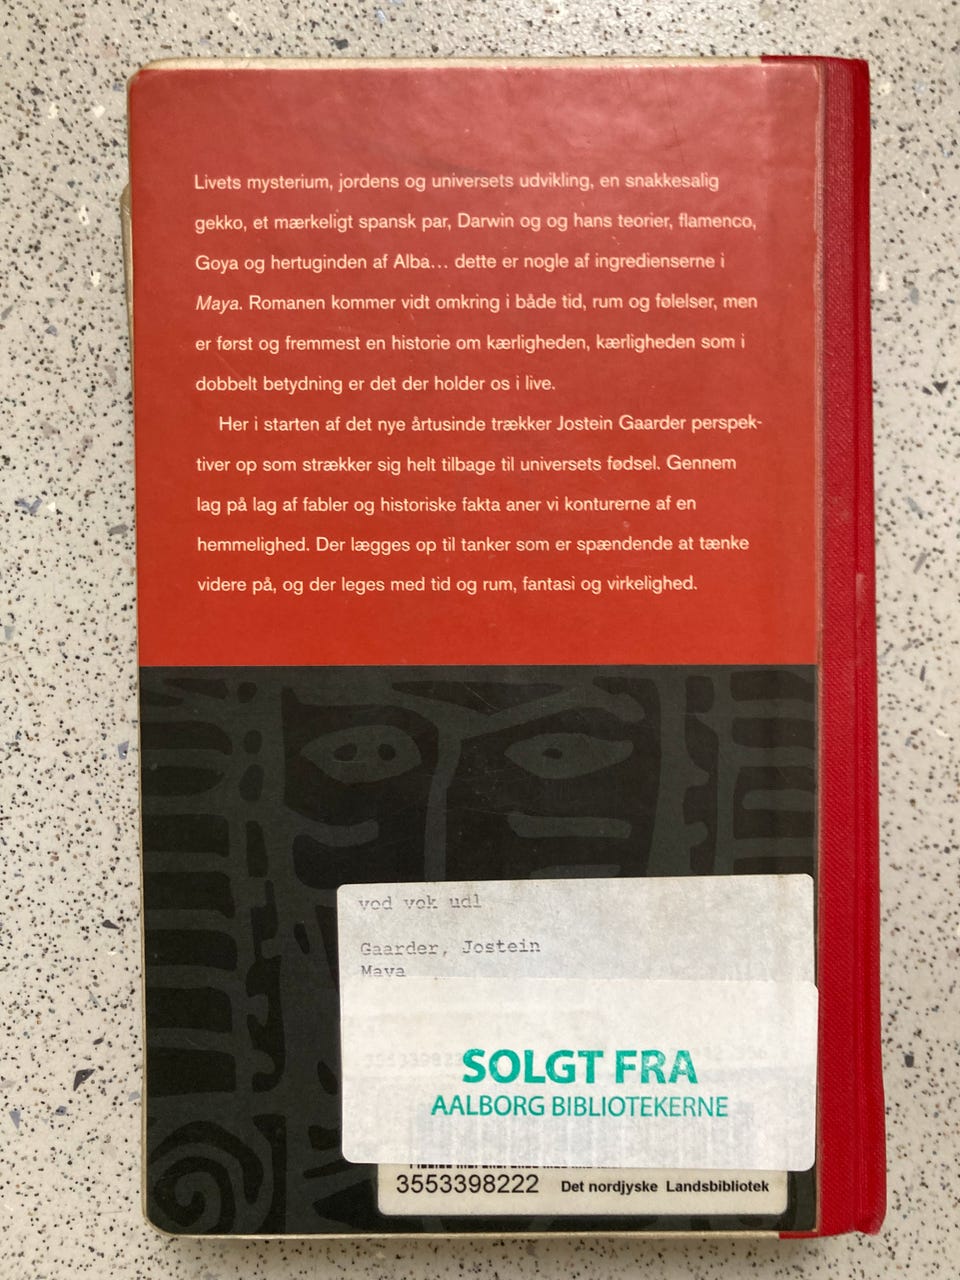 Livets mysterium, jordens og universets udvikling, en snakkesalig
gekko, et mærkeligt spansk par, Darwin og og hans teorier, flamenco,
Goya og hertuginden af Alba... dette er nogle af ingredienserne i
Maya. Romanen kommer vidt omkring i både tid, rum og følelser, men
er først og fremmest en historie om kærligheden, kærligheden som i
dobbelt betydning er det der holder os i live.
Her i starten af det nye årtusinde trækker Jostein Gaarder perspek-
tiver op som strækker sig helt tilbage til universets fødsel. Gennem
lag på lag af fabler og historiske fakta aner vi konturerne af en
hemmelighed. Der lægges op til tanker som er spændende at tænke
videre på, og der leges med tid og rum, fantasi og virkelighed.
vod vok udl
Gaarder, Jostein
Maya
SOLGT FRA
AALBORG BIBLIOTEKERNE
3553398222 Det nordjyske Landsbibliotek